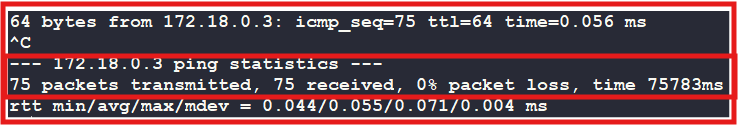 64 bytes from 172.18.0.3: icmp_seq=75 ttl=64 time=0.056 ms
^C
--- 172.18.0.3 ping statistics ---
75 packets transmitted, 75 received, 0% packet loss, time 75783ms
rtt min/avg/max/mdev = 0.044/0.055/0.071/0.004 ms